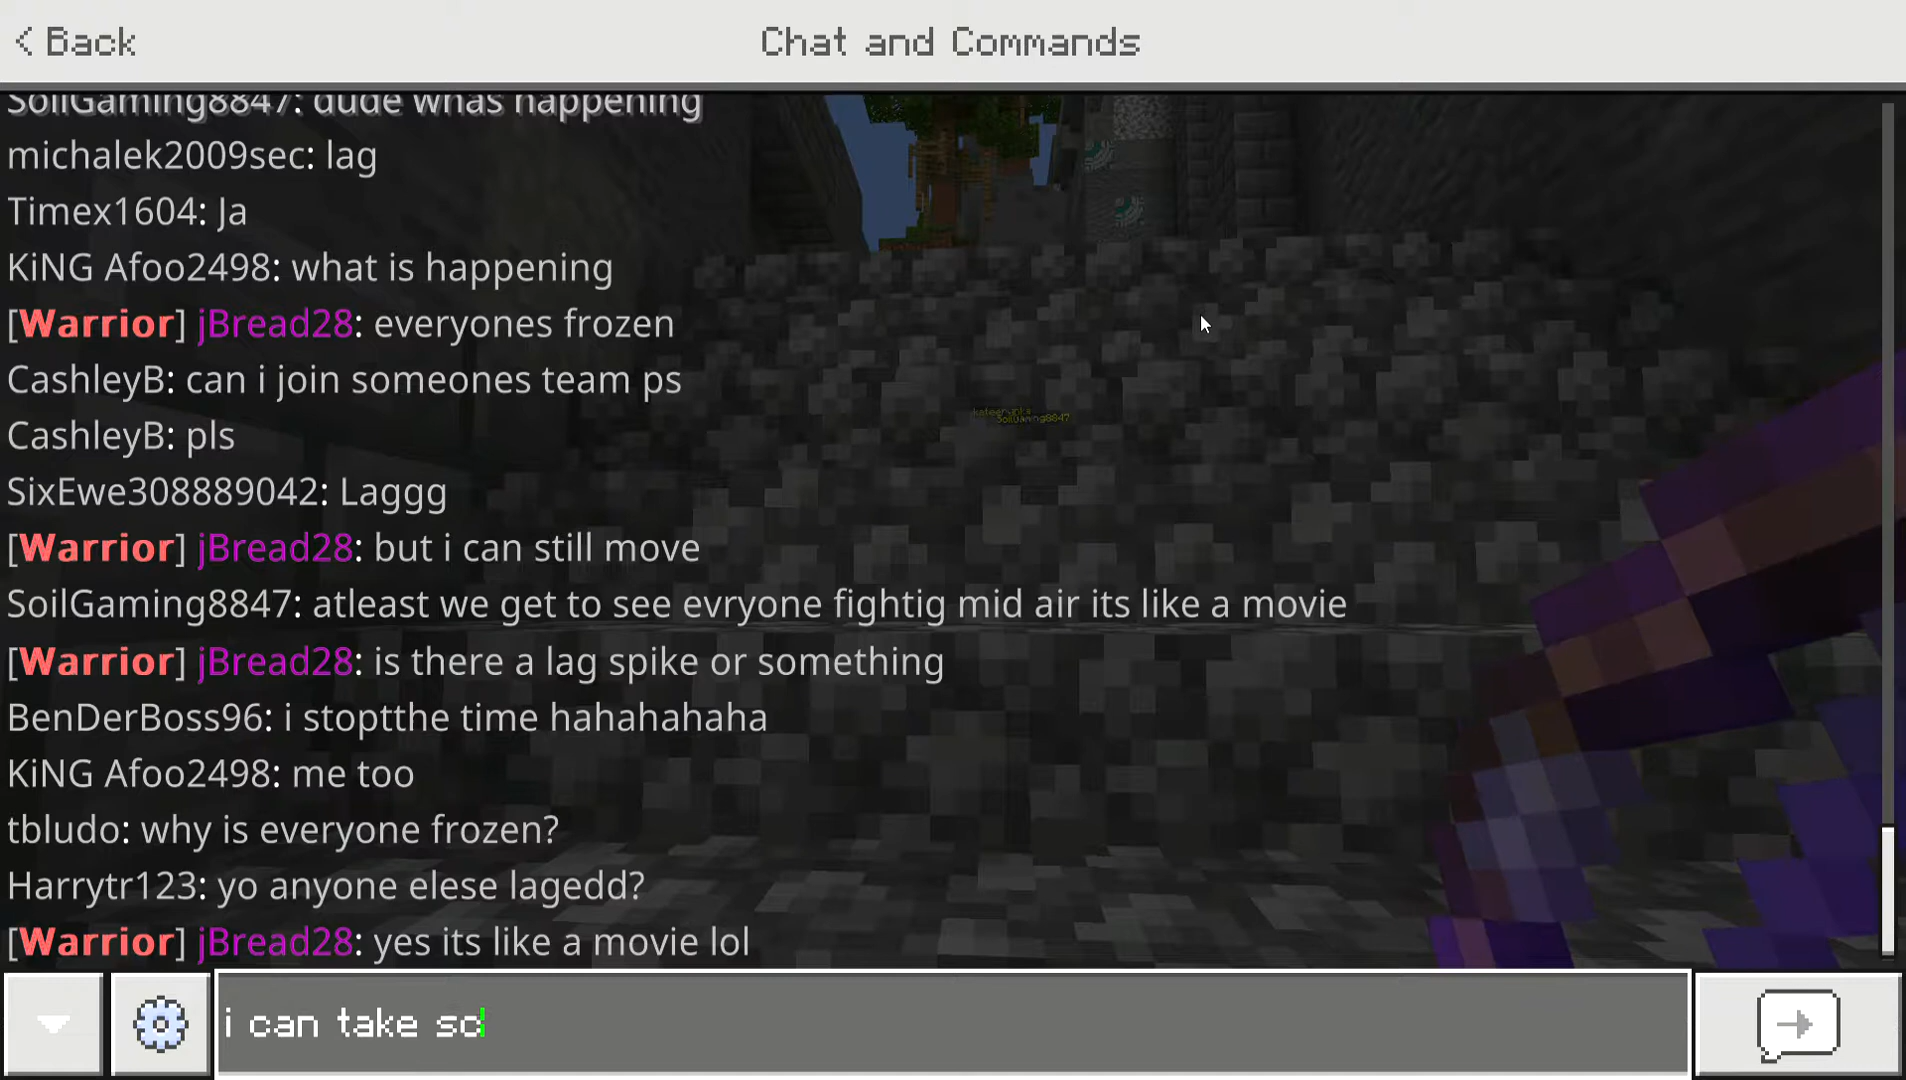 < Back
Chat and Commands
SoilGaming8847: dude whas happening
michalek2009sec: lag
Timex1604: Ja
KiNG Afoo2498: what is happening
[Warrior] jBread28: everyones frozen
CashleyB: can i join someones team ps
CashleyB: pls
SixEwe308889042: Laggg
[Warrior] jBread28: but i can still move
SoilGaming8847: atleast we get to see evryone fightig mid air its like a movie
[Warrior] jBread28: is there a lag spike or something
BenDerBoss96: i stoptthe time hahahahaha
KiNG Afoo2498: me too
tbludo: why is everyone frozen?
Harrytr123: yo anyone elese lagedd?
[Warrior] jBread28: yes its like a movie lol
i can take sc
SoilGaming8847